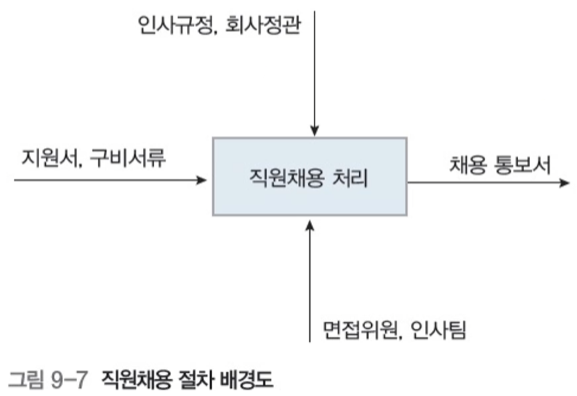 인사규정, 회사정관
지원서, 구비서류
직원채용 처리
채용 통보서
면접위원, 인사팀
그림 9-7 직원채용 절차 배경도